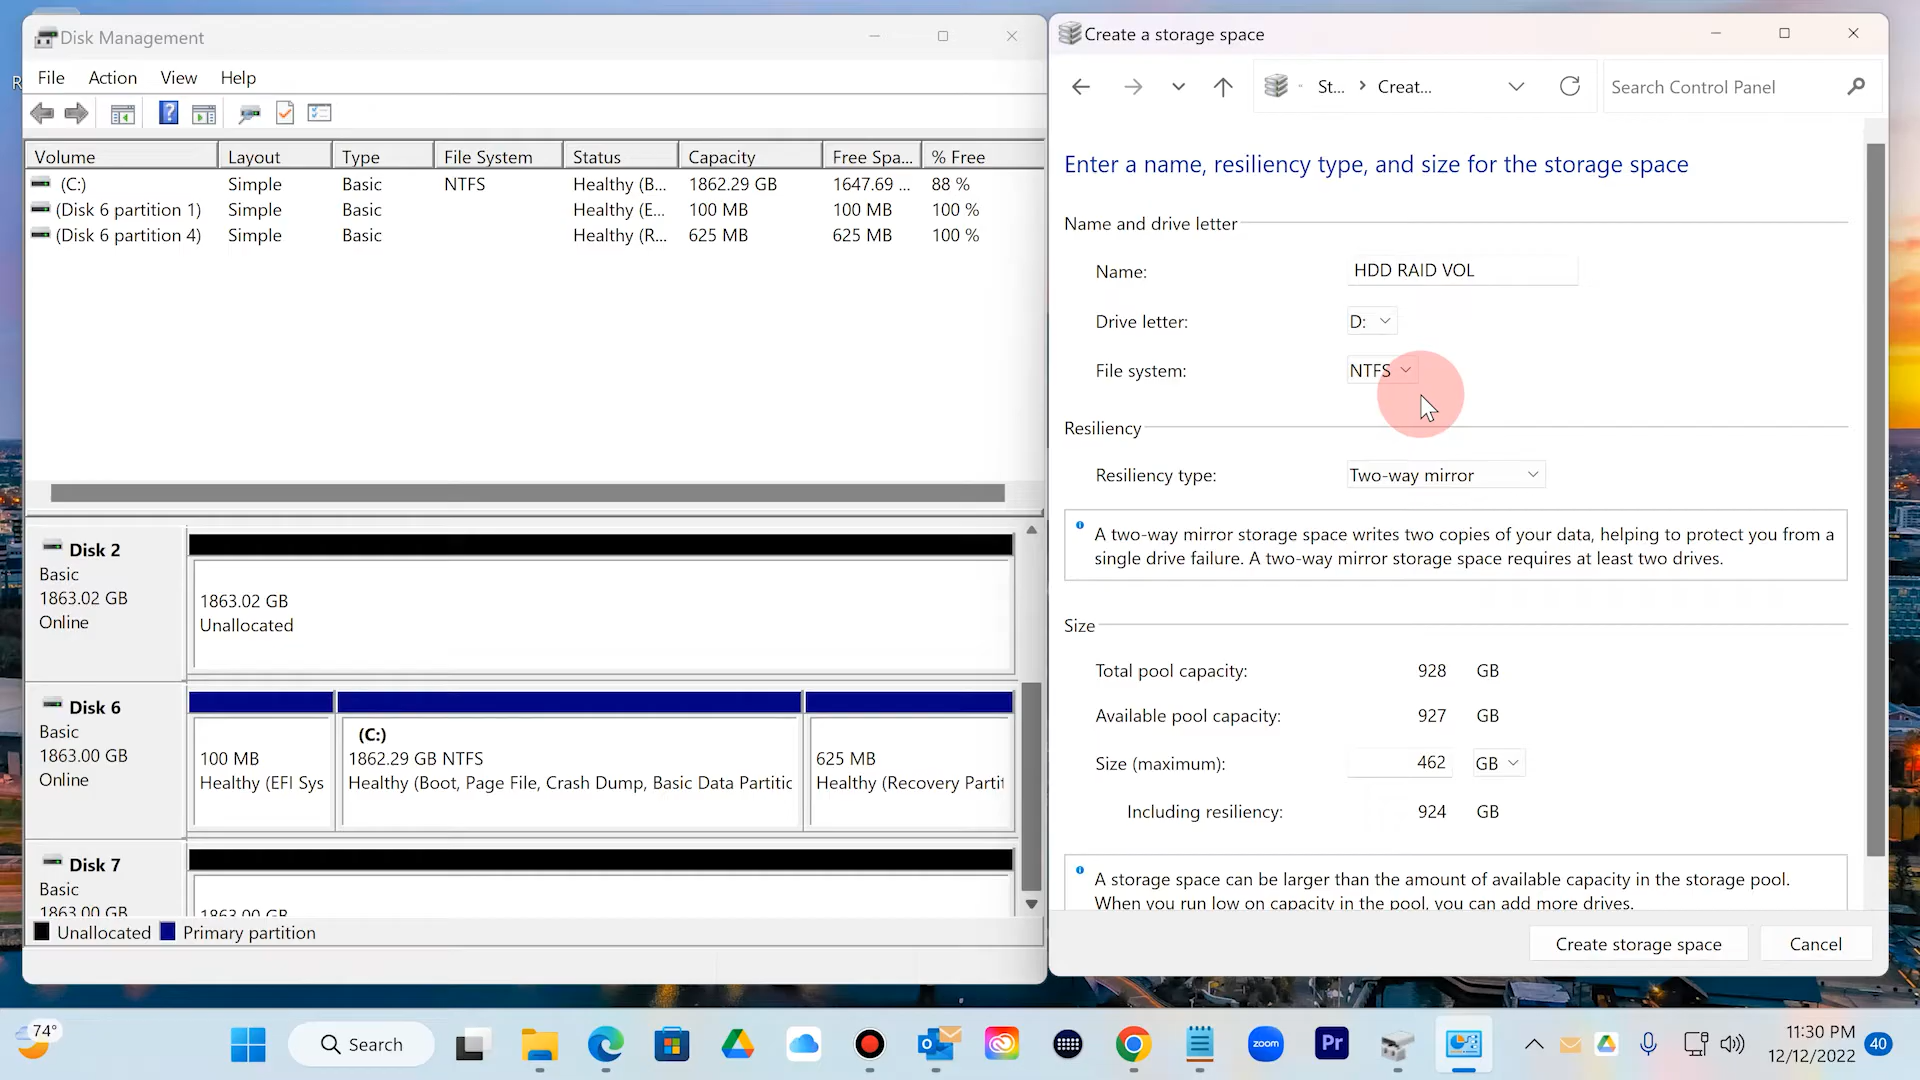 Disk Management
File Action View Help
Volume Layout Type File System Status Capacity Free Spa... % Free
(C:) Simple Basic NTFS Healthy (B... 1862.29 GB 1647.69 ... 88 %
(Disk 6 partition 1) Simple Basic Healthy (E... 100 MB 100 MB 100 %
(Disk 6 partition 4) Simple Basic Healthy (R... 625 MB 625 MB 100 %
Disk 2
Basic
1863.02 GB
Online
1863.02 GB
Unallocated
Disk 6
Basic
1863.00 GB
Online
100 MB
Healthy (EFI Sys
(C:)
1862.29 GB NTFS
Healthy (Boot, Page File, Crash Dump, Basic Data Partitic
625 MB
Healthy (Recovery Partit
Disk 7
Basic
1863.00 GB
1863.00 GB
Unallocated Primary partition
Create a storage space
St... Creat...
Search Control Panel
Enter a name, resiliency type, and size for the storage space
Name and drive letter
Name: HDD RAID VOL
Drive letter: D:
File system: NTFS
Resiliency
Resiliency type: Two-way mirror
A two-way mirror storage space writes two copies of your data, helping to protect you from a
single drive failure. A two-way mirror storage space requires at least two drives.
Size
Total pool capacity: 928 GB
Available pool capacity: 927 GB
Size (maximum): 462 GB
Including resiliency: 924 GB
A storage space can be larger than the amount of available capacity in the storage pool.
When you run low on capacity in the pool, you can add more drives.
Create storage space Cancel
74°
Search
zoom
Pr
11:30 PM
12/12/2022
40